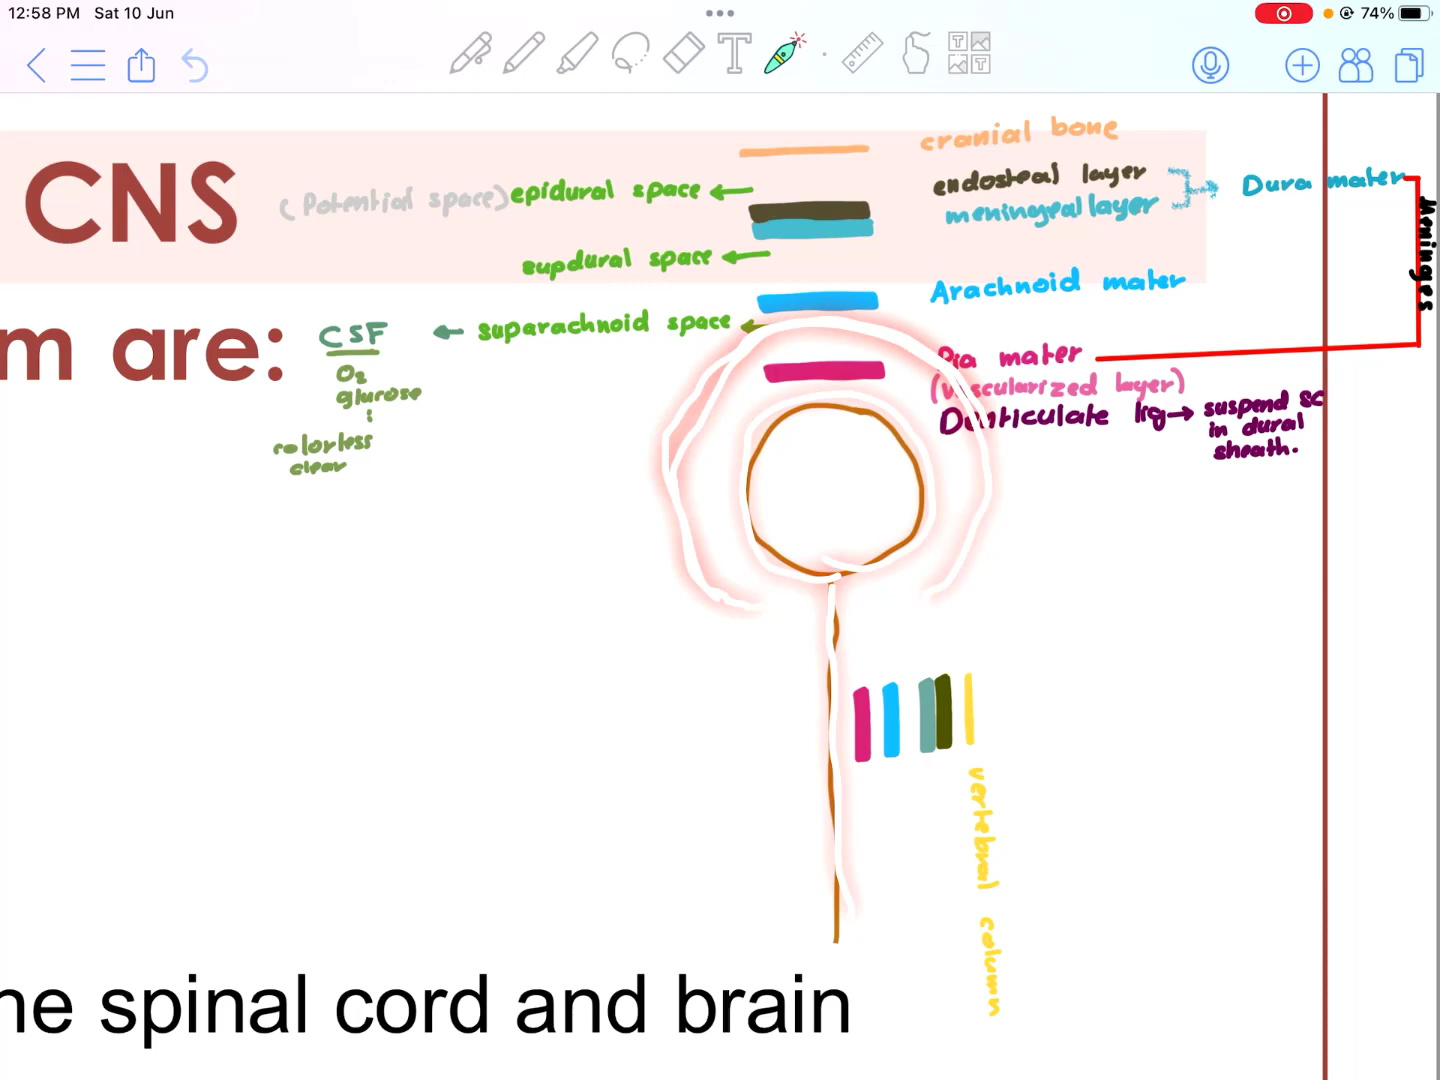 12:58 PM Sat 10 Jun
74%
cranial bone
CNS
(Potential space) epidural space
endosteal layer
meningeal layer
Dura mater
Meninges
supdural space
Arachnoid mater
m are:
CSF
suparachnoid space
Pia mater
(vascularized layer)
O2
glucose
Denticulate lig → suspend SC
in dural
sheath.
colorless
clear
vertebural column
he spinal cord and brain